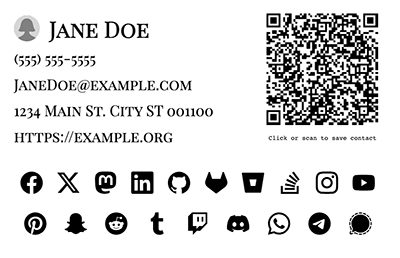 Jane Doe
(555) 555-5555
JaneDoe@example.com
1234 Main St. City ST 001100
https://example.org
Click or scan to save contact